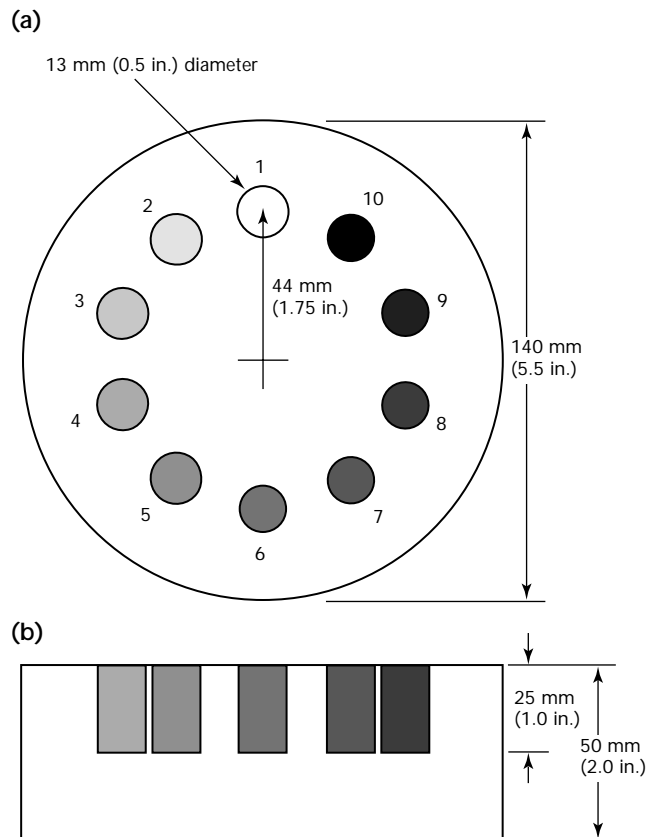 (a)
13 mm (0.5 in.) diameter
1
2
10
3
44 mm
(1.75 in.)
9
140 mm
(5.5 in.)
4
8
5
7
6
(b)
25 mm
(1.0 in.)
50 mm
(2.0 in.)